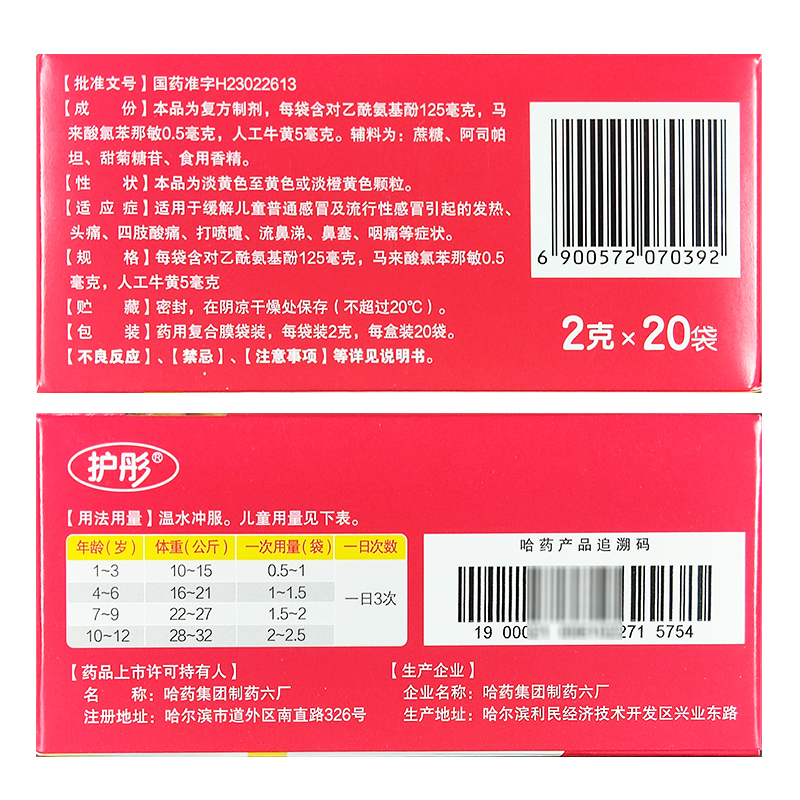 【批准文号】国药准字H23022613
【成　份】本品为复方制剂，每袋含对乙酰氨基酚125毫克，马
来酸氯苯那敏0.5毫克，人工牛黄5毫克。辅料为：蔗糖、阿司帕
坦、甜菊糖苷、食用香精。
【性　状】本品为淡黄色至黄色或淡橙黄色颗粒。
【适应症】适用于缓解儿童普通感冒及流行性感冒引起的发热、
头痛、四肢酸痛、打喷嚏、流鼻涕、鼻塞、咽痛等症状。
【规　格】每袋含对乙酰氨基酚125毫克，马来酸氯苯那敏0.5
毫克，人工牛黄5毫克
【贮　藏】密封，在阴凉干燥处保存（不超过20℃）。
【包　装】药用复合膜袋装，每袋装2克，每盒装20袋。
【不良反应】、【禁忌】、【注意事项】等详见说明书。
6 900572 070392
2克×20袋
护彤®
【用法用量】温水冲服。儿童用量见下表。
年龄(岁) 体重(公斤) 一次用量(袋) 一日次数
1~3 10~15 0.5~1
4~6 16~21 1~1.5
一日3次
7~9 22~27 1.5~2
10~12 28~32 2~2.5
哈药产品追溯码
19 000 271 5754
【药品上市许可持有人】
名　称：哈药集团制药六厂
注册地址：哈尔滨市道外区南直路326号
【生产企业】
企业名称：哈药集团制药六厂
生产地址：哈尔滨利民经济技术开发区兴业东路